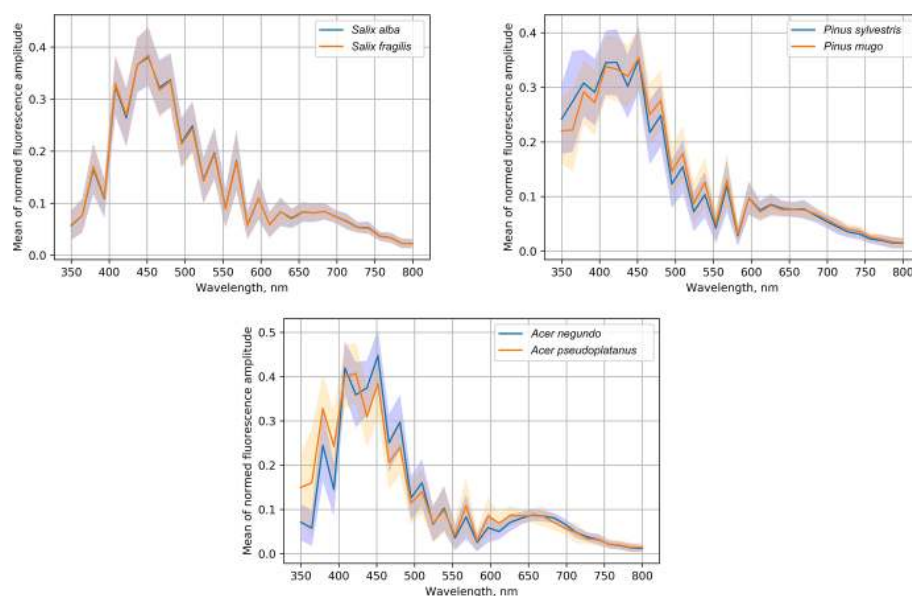 Salix alba
Salix fragilis
Mean of normed fluorescence amplitude
0.4
0.3
0.2
0.1
0.0
350 400 450 500 550 600 650 700 750 800
Wavelength, nm
Pinus sylvestris
Pinus mugo
Mean of normed fluorescence amplitude
0.4
0.3
0.2
0.1
0.0
350 400 450 500 550 600 650 700 750 800
Wavelength, nm
Acer negundo
Acer pseudoplatanus
Mean of normed fluorescence amplitude
0.5
0.4
0.3
0.2
0.1
0.0
350 400 450 500 550 600 650 700 750 800
Wavelength, nm